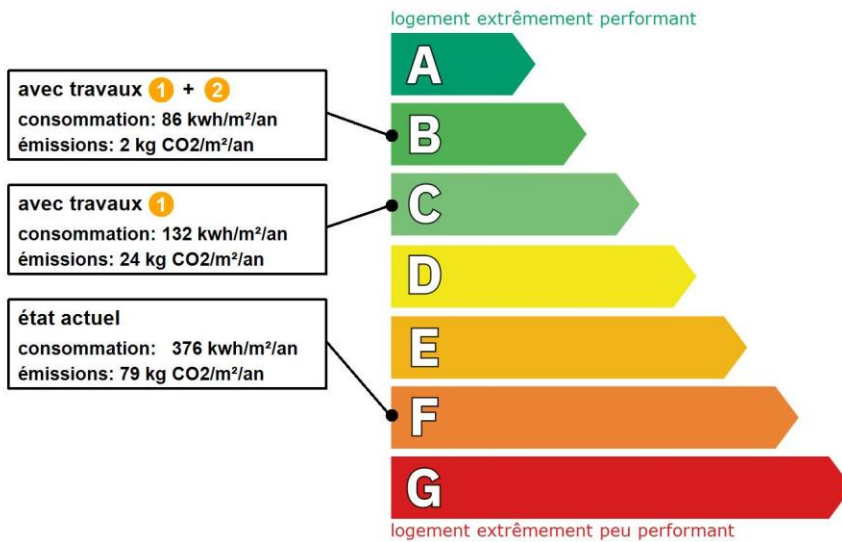 logement extrêmement performant
avec travaux 1 + 2
consommation: 86 kwh/m²/an
émissions: 2 kg CO2/m²/an
avec travaux 1
consommation: 132 kwh/m²/an
émissions: 24 kg CO2/m²/an
état actuel
consommation: 376 kwh/m²/an
émissions: 79 kg CO2/m²/an
A
B
C
D
E
F
G
logement extrêmement peu performant